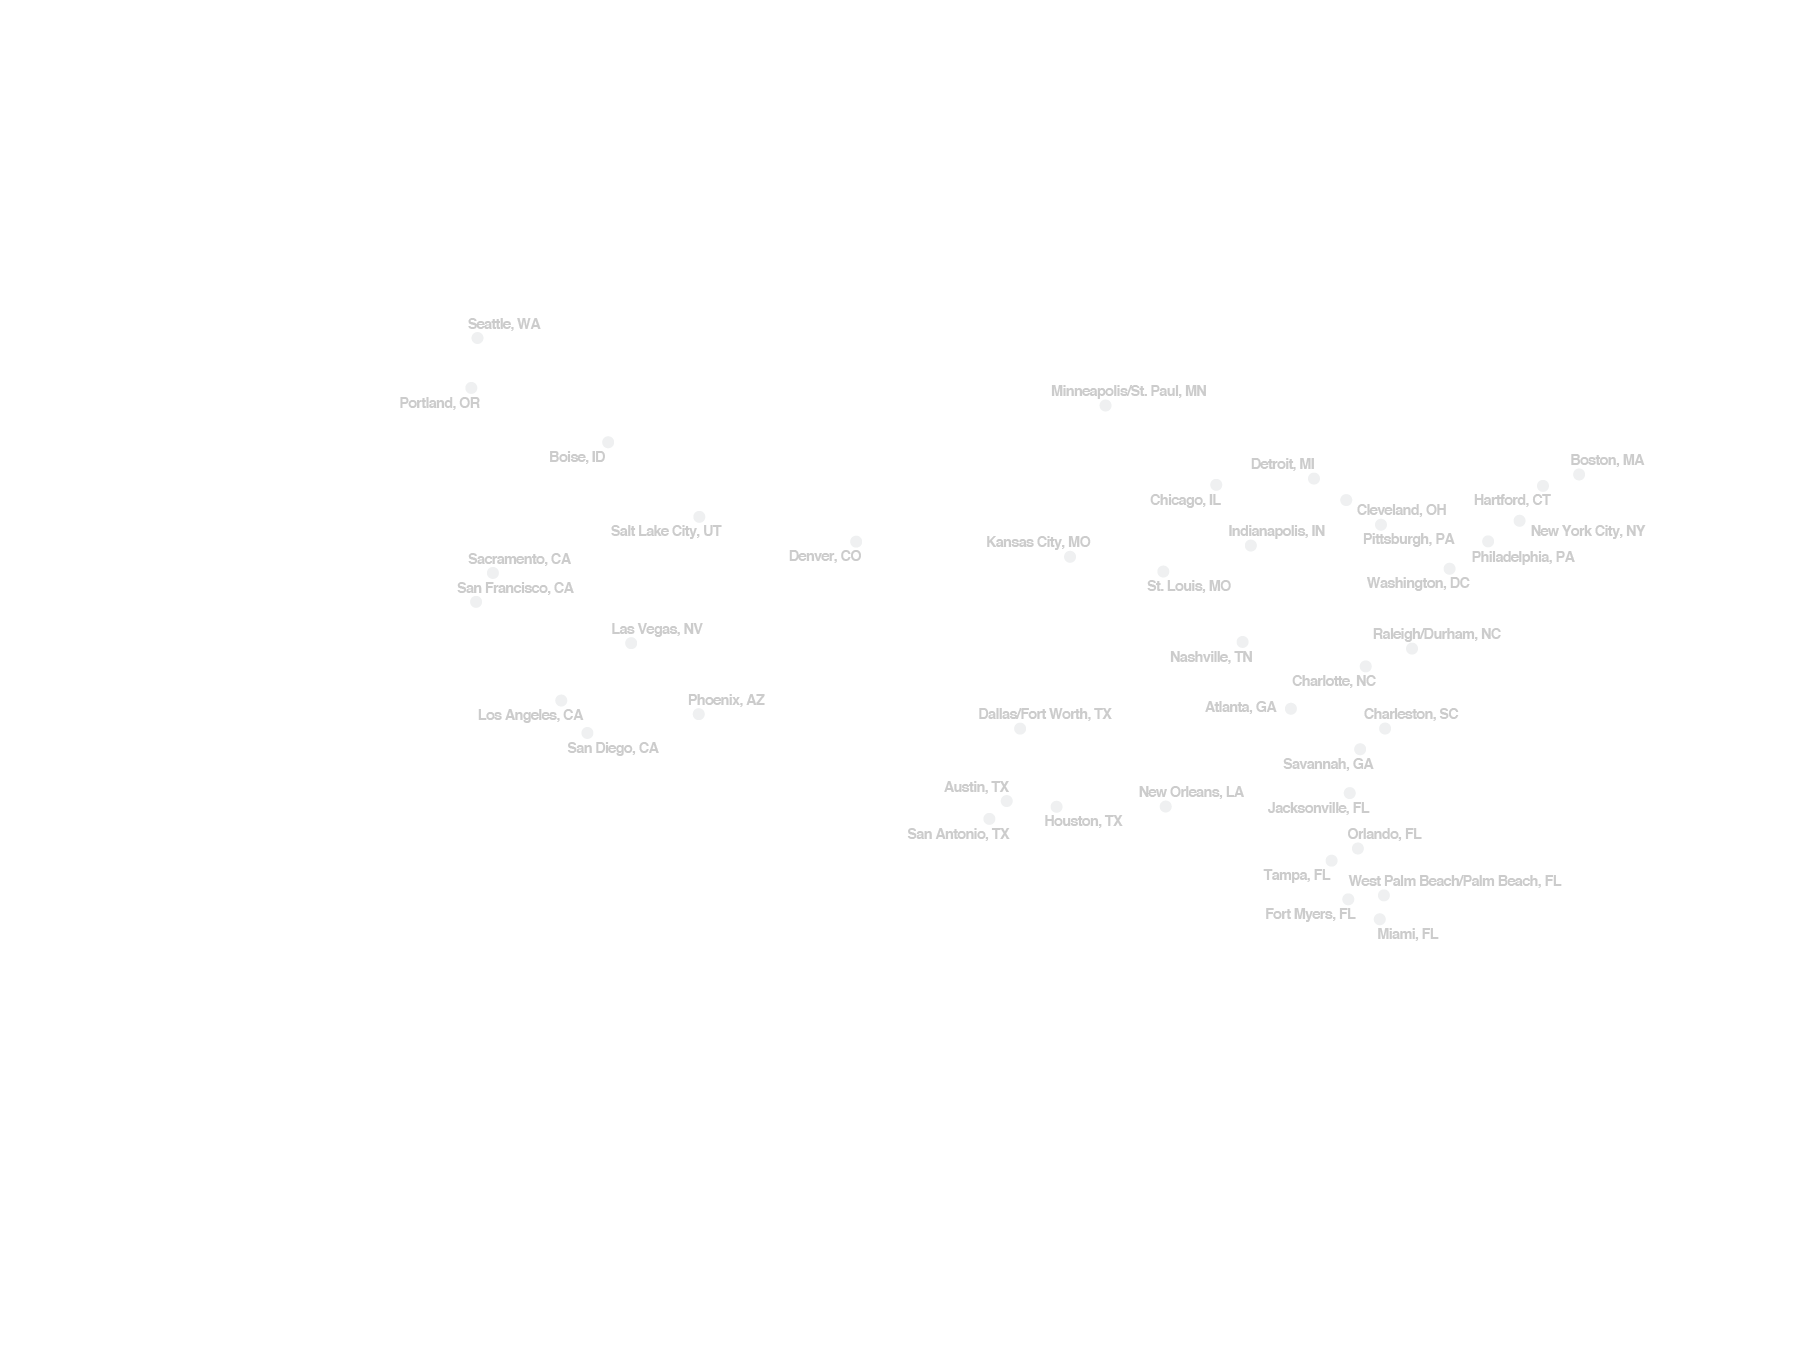 Seattle, WA
Minneapolis/St. Paul, MN
Portland, OR
Boise, ID
Boston, MA
Detroit, MI
Chicago, IL
Hartford, CT
Cleveland, OH
Salt Lake City, UT
Indianapolis, IN
New York City, NY
Pittsburgh, PA
Kansas City, MO
Denver, CO
Philadelphia, PA
Sacramento, CA
Washington, DC
St. Louis, MO
San Francisco, CA
Las Vegas, NV
Raleigh/Durham, NC
Nashville, TN
Charlotte, NC
Phoenix, AZ
Atlanta, GA
Los Angeles, CA
Dallas/Fort Worth, TX
Charleston, SC
San Diego, CA
Savannah, GA
Austin, TX
New Orleans, LA
Jacksonville, FL
Houston, TX
San Antonio, TX
Orlando, FL
Tampa, FL
West Palm Beach/Palm Beach, FL
Fort Myers, FL
Miami, FL